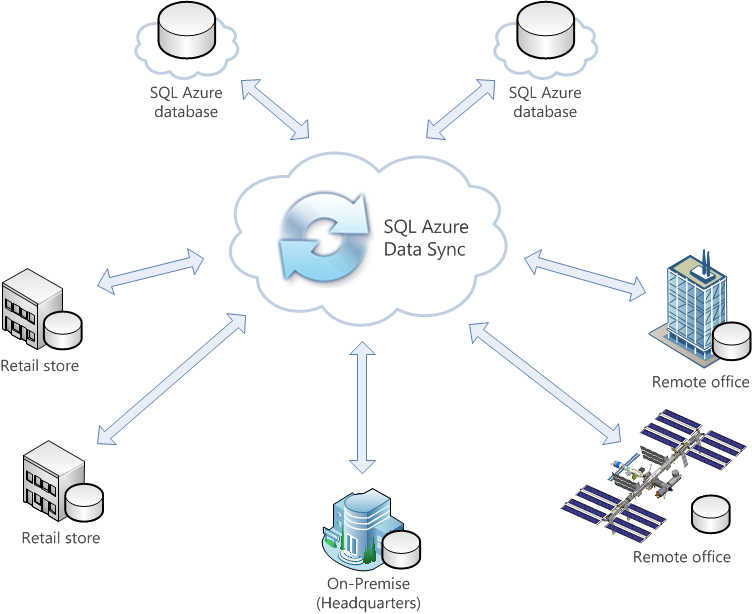 SQL Azure
database
SQL Azure
database
SQL Azure
Data Sync
Retail store
Remote office
Retail store
Remote office
On-Premise
(Headquarters)